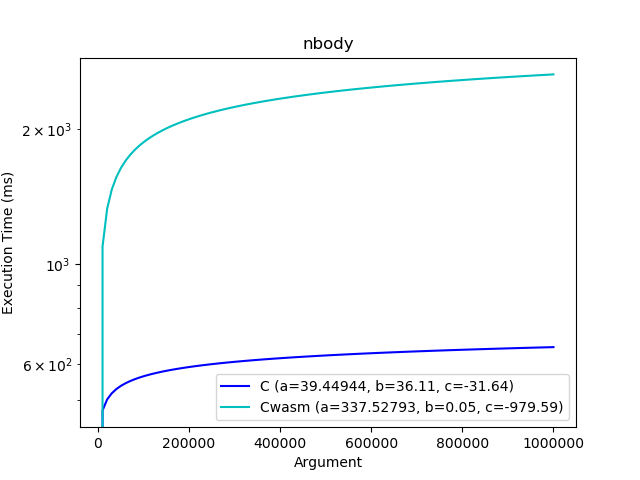 nbody
Execution Time (ms)
2 × 10³
10³
6 × 10²
C (a=39.44944, b=36.11, c=-31.64)
Cwasm (a=337.52793, b=0.05, c=-979.59)
0 200000 400000 600000 800000 1000000
Argument